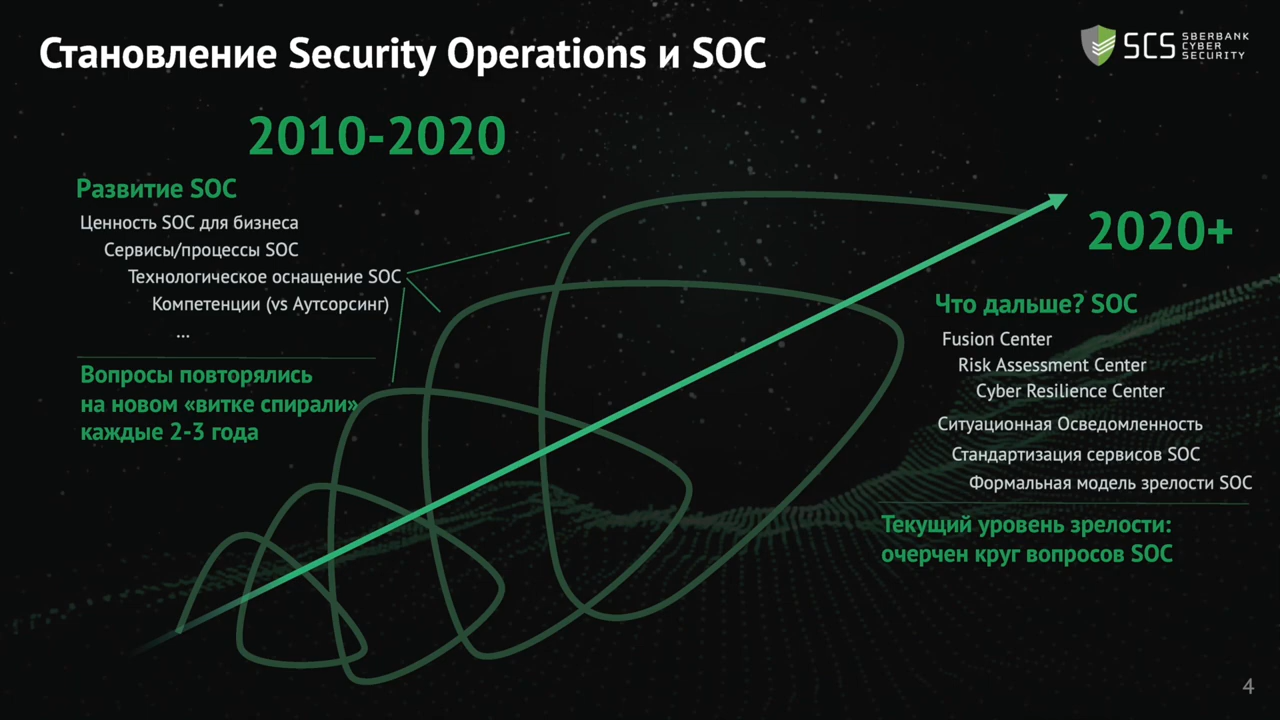 Становление Security Operations и SOC
SCS SBERBANK CYBER SECURITY
2010-2020
Развитие SOC
Ценность SOC для бизнеса
Сервисы/процессы SOC
Технологическое оснащение SOC
Компетенции (vs Аутсорсинг)
...
Вопросы повторялись
на новом «витке спирали»
каждые 2-3 года
2020+
Что дальше? SOC
Fusion Center
Risk Assessment Center
Cyber Resilience Center
Ситуационная Осведомленность
Стандартизация сервисов SOC
Формальная модель зрелости SOC
Текущий уровень зрелости:
очерчен круг вопросов SOC
4